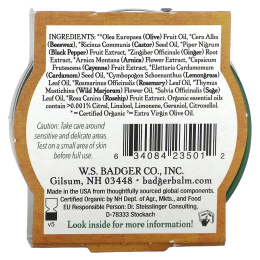 INGREDIENTS: **Olea Europaea (Olive) Fruit Oil, *Cera Alba
(Beeswax), *Ricinus Communis (Castor) Seed Oil, *Piper Nigrum
(Black Pepper) Fruit Extract, *Zingiber Officinale (Ginger) Root
Extract, *Arnica Montana (Arnica) Flower Extract, *Capsicum
Frutescens (Cayenne) Fruit Extract, *Elettaria Cardamomum
(Cardamom) Seed Oil, *Cymbopogon Schoenanthus (Lemongrass)
Leaf Oil, *Rosmarinus Officinalis (Rosemary) Leaf Oil, *Thymus
Mastichina (Wild Marjoram) Flower Oil, *Salvia Officinalis (Sage)
Leaf Oil, *Rosa Canina (Rosehip) Fruit Extract. Organic essential oils
contain >0.001% Citral, Linalool, Limonene, Geraniol, Citronellol.
* = Certified Organic ** = Extra Virgin Olive Oil
Caution: Take care around
sensitive and delicate areas.
Test on a small area of skin
before full use.
6 34084 23501 2
W.S. BADGER CO., INC.
Gilsum, NH 03448 • badgerbalm.com
Made in the USA from thoughtfully sourced global components.
Certified Organic by NH Dept. of Agr., Mkts., and Food
EU Responsible Person: Dr. Steisslinger Consulting,
D-78333 Stockach
v5
Look inside for more information!